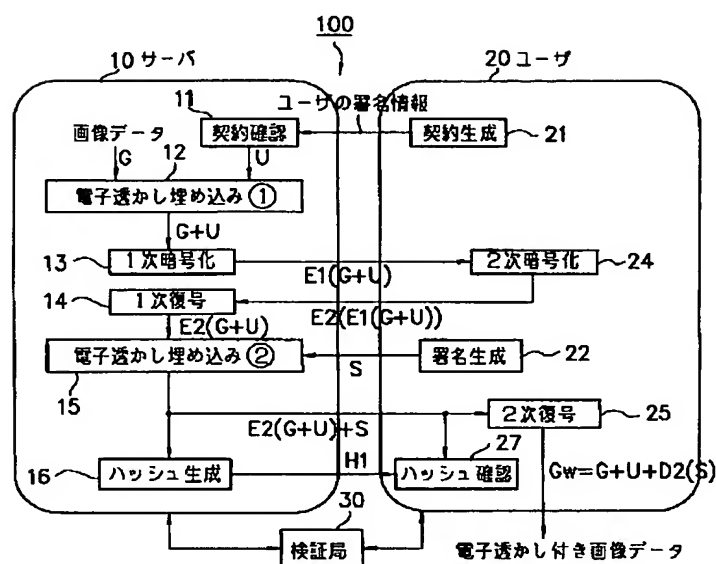 100
10 サーバ
20 ユーザ
11
ユーザの署名情報
画像データ
契約確認
契約生成
21
G
12
U
電子透かし埋め込み ①
G+U
13
1次暗号化
2次暗号化
24
E1(G+U)
14
1次復号
E2(E1(G+U))
E2(G+U)
電子透かし埋め込み ②
署名生成
22
S
15
2次復号
25
E2(G+U)+S
27
H1
16
ハッシュ生成
ハッシュ確認
Gw=G+U+D2(S)
30
検証局
電子透かし付き画像データ